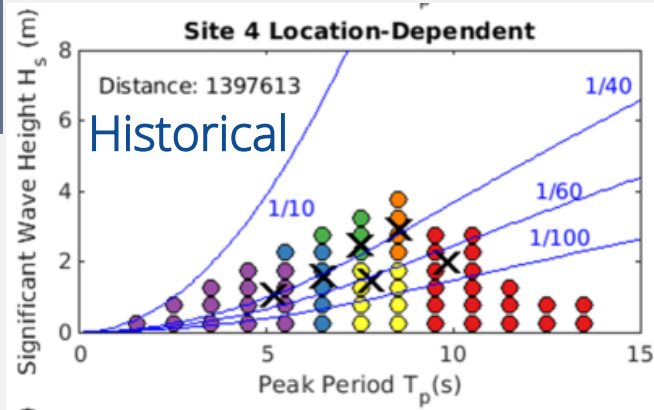 Site 4 Location-Dependent
Significant Wave Height H_s (m)
8
6
4
2
0
Distance: 1397613
Historical
1/10
1/40
1/60
1/100
0
5
10
15
Peak Period T_p(s)